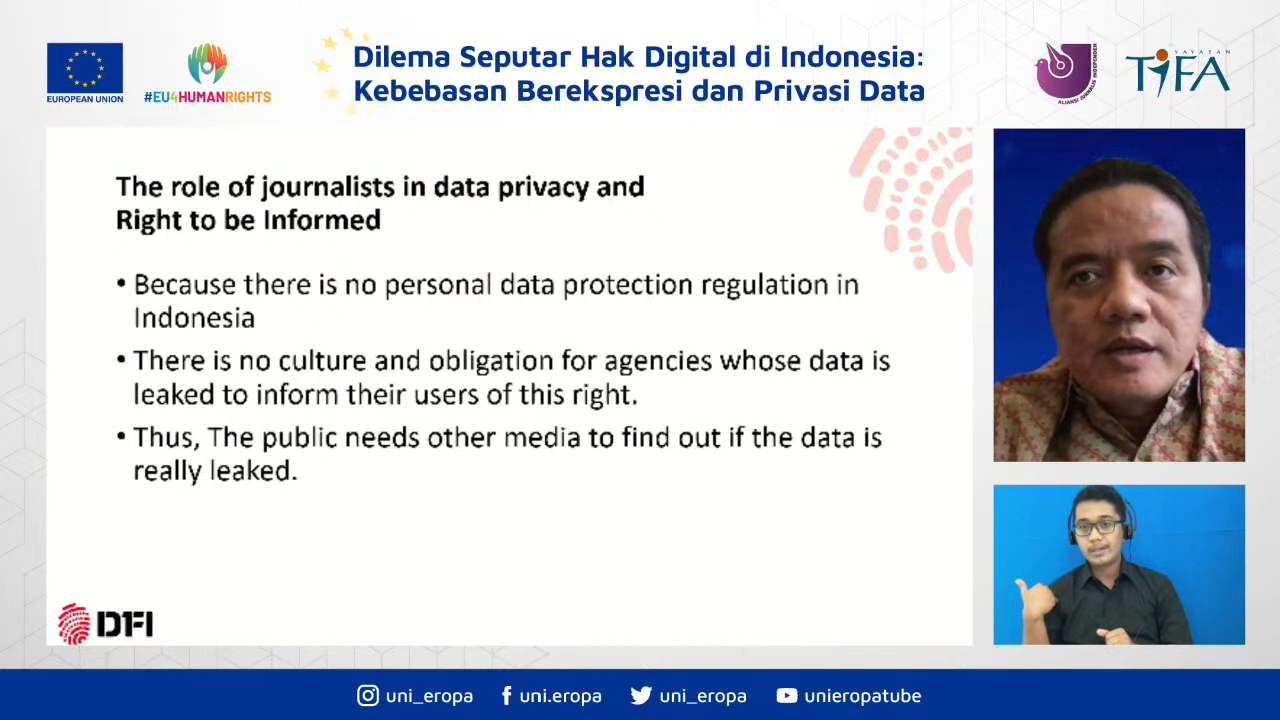 Dilema Seputar Hak Digital di Indonesia:
Kebebasan Berekspresi dan Privasi Data
EUROPEAN UNION
#EU4HUMANRIGHTS
ALIANSI JURNALIS INDEPENDEN
YAYASAN
TIFA
The role of journalists in data privacy and
Right to be Informed
• Because there is no personal data protection regulation in
Indonesia
• There is no culture and obligation for agencies whose data is
leaked to inform their users of this right.
• Thus, The public needs other media to find out if the data is
really leaked.
DFI
uni_eropa
uni.eropa
uni_eropa
unieropatube